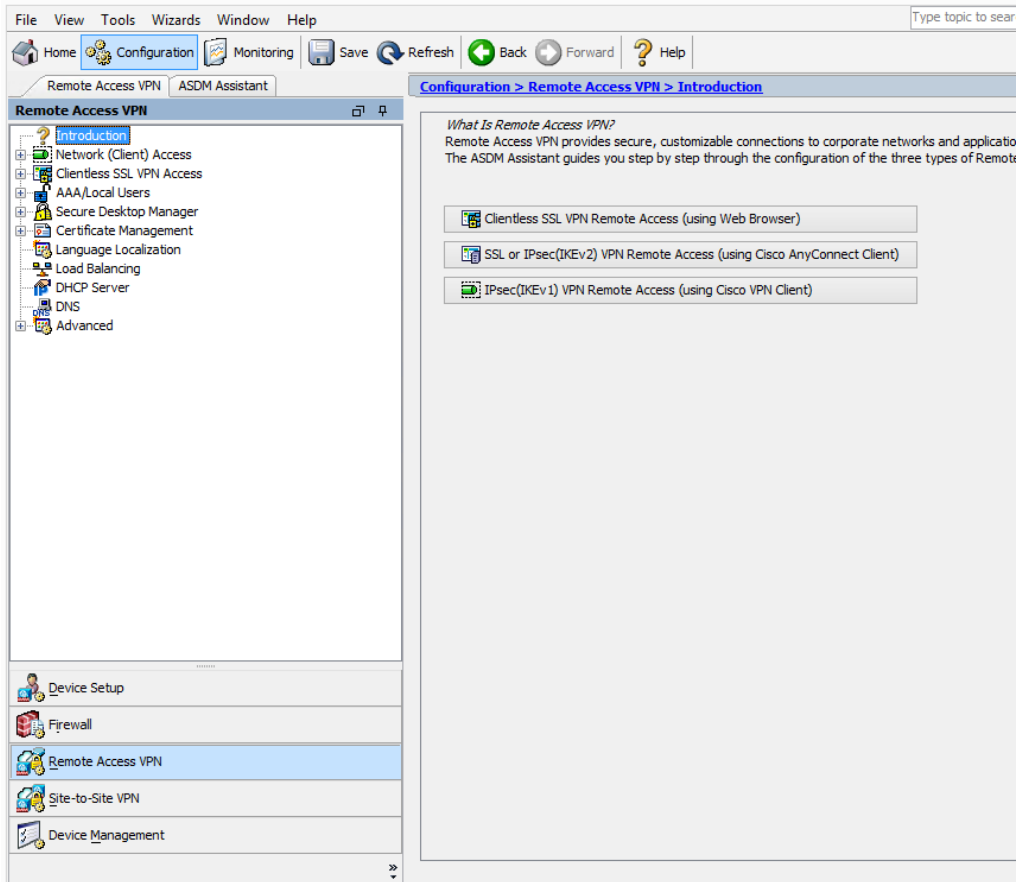 File View Tools Wizards Window Help
Type topic to sear
Home Configuration Monitoring Save Refresh Back Forward Help
Remote Access VPN ASDM Assistant
Remote Access VPN
Introduction
Network (Client) Access
Clientless SSL VPN Access
AAA/Local Users
Secure Desktop Manager
Certificate Management
Language Localization
Load Balancing
DHCP Server
DNS
DNS
Advanced
Device Setup
Firewall
Remote Access VPN
Site-to-Site VPN
Device Management
Configuration > Remote Access VPN > Introduction
What Is Remote Access VPN?
Remote Access VPN provides secure, customizable connections to corporate networks and applicatio
The ASDM Assistant guides you step by step through the configuration of the three types of Remote
Clientless SSL VPN Remote Access (using Web Browser)
SSL or IPsec(IKEv2) VPN Remote Access (using Cisco AnyConnect Client)
IPsec(IKEv1) VPN Remote Access (using Cisco VPN Client)